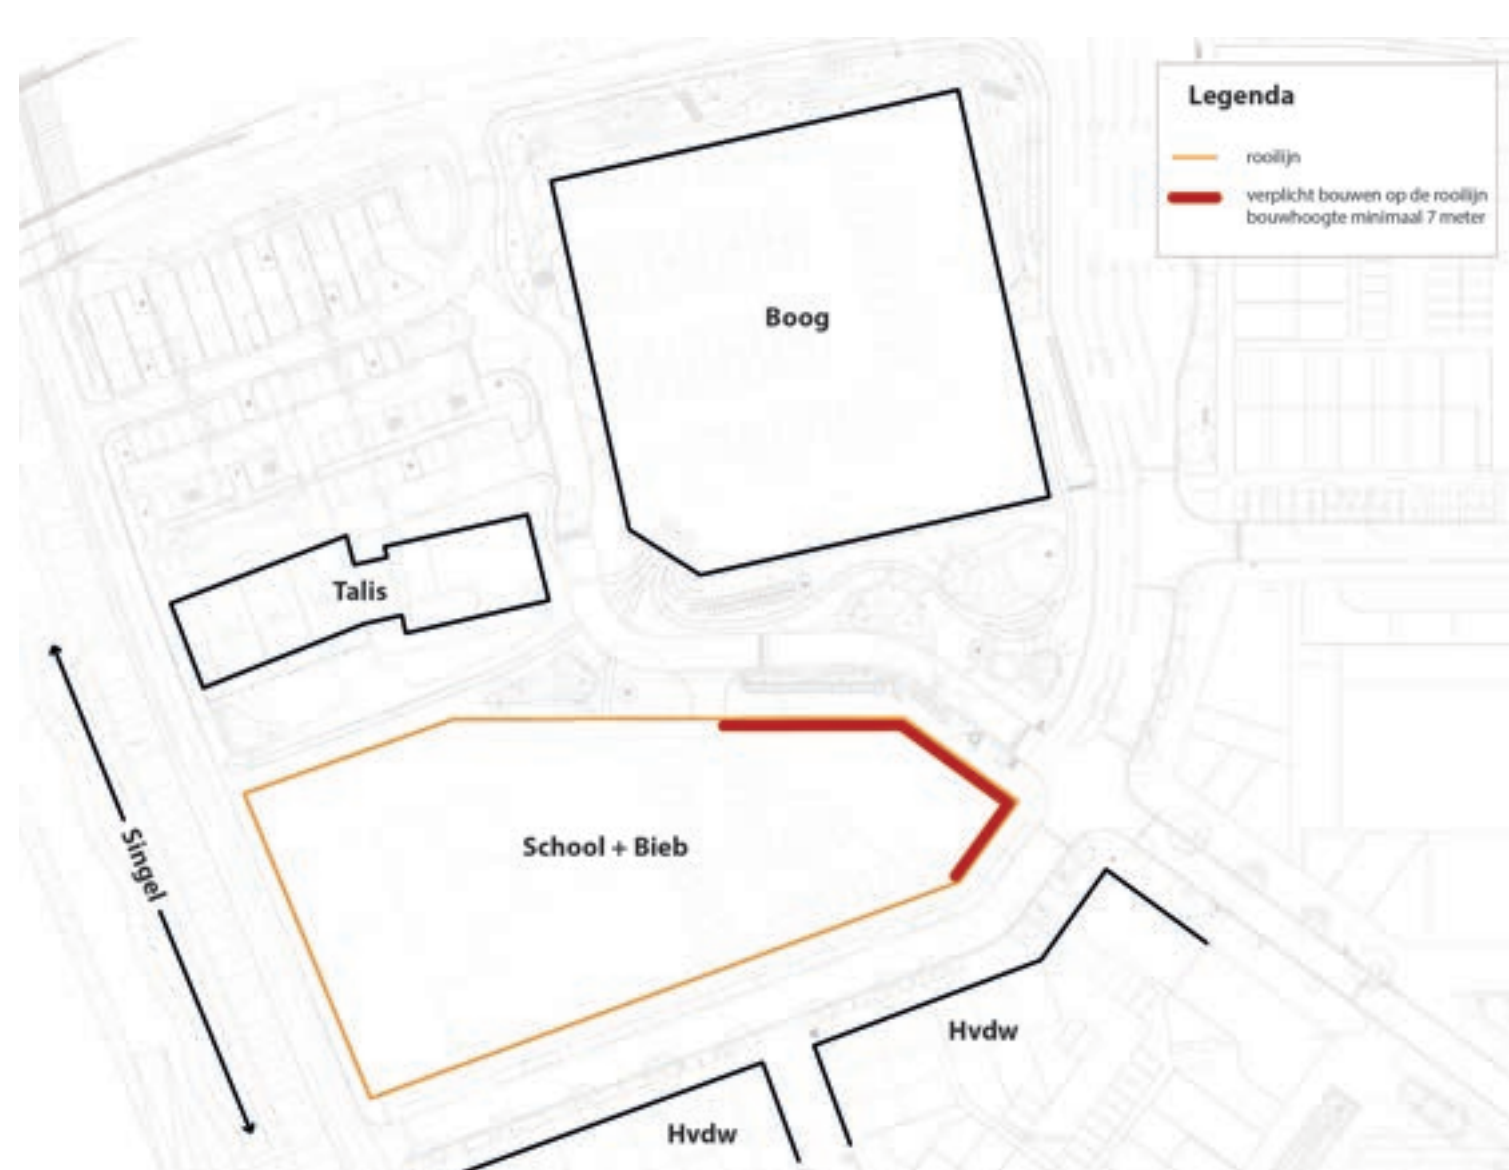 Legenda
rooilijn
verplicht bouwen op de rooilijn
bouwhoogte minimaal 7 meter
Boog
Talis
School + Bieb
Singel
Hvdw
Hvdw